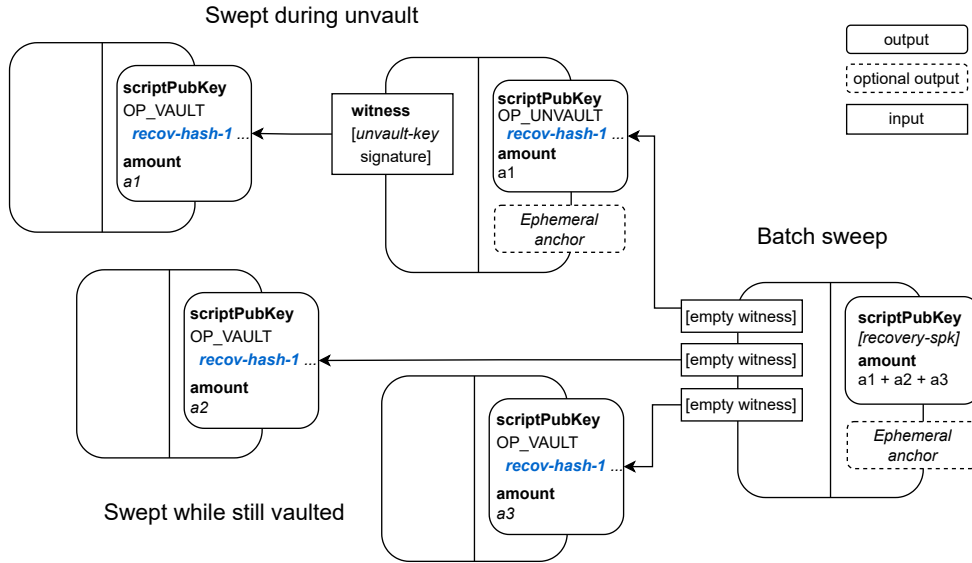 Swept during unvault
scriptPubKey
OP_VAULT
recov-hash-1 ...
amount
a1
witness
[unvault-key
signature]
scriptPubKey
OP_UNVAULT
recov-hash-1 ...
amount
a1
Ephemeral
anchor
output
optional output
input
scriptPubKey
OP_VAULT
recov-hash-1 ...
amount
a2
Swept while still vaulted
scriptPubKey
OP_VAULT
recov-hash-1 ...
amount
a3
Batch sweep
[empty witness]
[empty witness]
[empty witness]
scriptPubKey
[recovery-spk]
amount
a1 + a2 + a3
Ephemeral
anchor